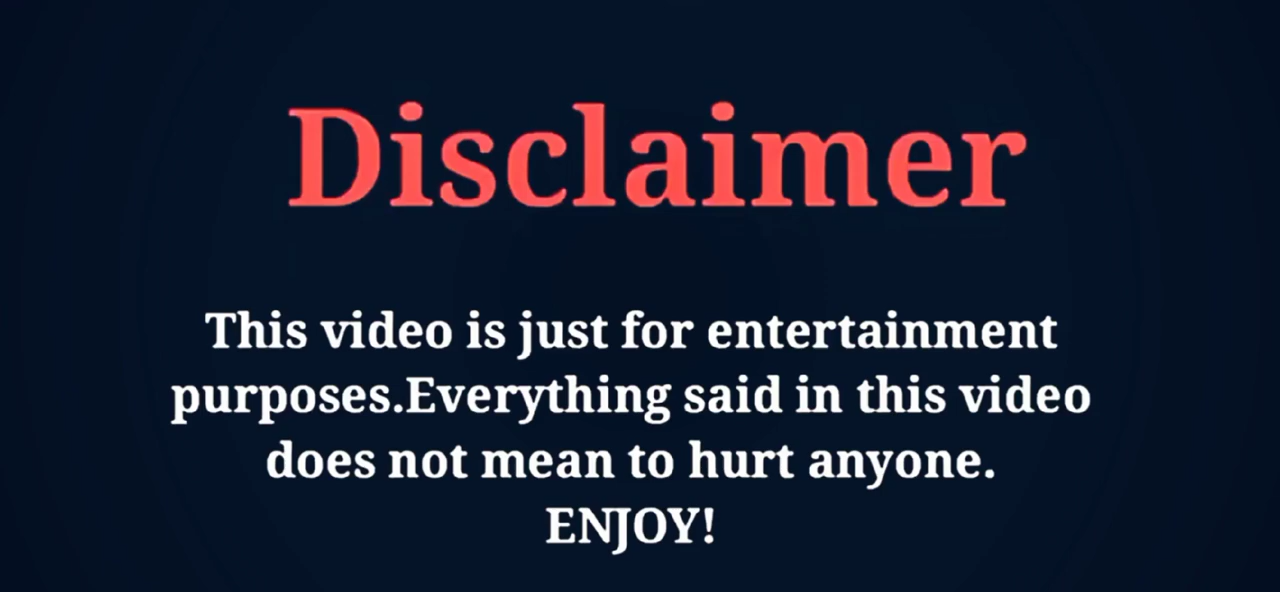 Disclaimer
This video is just for entertainment
purposes.Everything said in this video
does not mean to hurt anyone.
ENJOY!